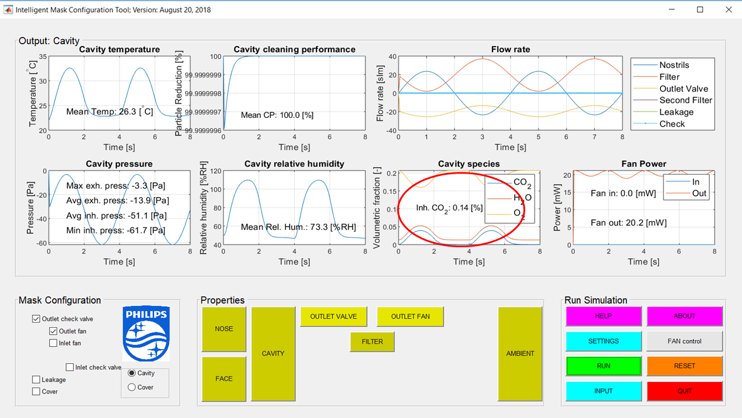 Intelligent Mask Configuration Tool; Version: August 20, 2018
Output: Cavity
Cavity temperature
Temperature [°C]
35
30
25
20
Mean Temp: 26.3 [°C]
0 2 4 6 8
Time [s]
Cavity cleaning performance
Particle Reduction [%]
99.9999999
99.9999998
99.9999997
99.9999996
Mean CP: 100.0 [%]
0 2 4 6 8
Time [s]
Flow rate
Flow rate [slm]
40
20
0
-20
-40
0 1 2 3 4 5 6 7 8
Time [s]
Nostrils
Filter
Outlet Valve
Second Filter
Leakage
Check
Cavity pressure
Pressure [Pa]
0
-20
-40
-60
Max exh. press: -3.3 [Pa]
Avg exh. press: -13.9 [Pa]
Avg inh. press: -51.1 [Pa]
Min inh. press: -61.7 [Pa]
0 2 4 6 8
Time [s]
Cavity relative humidity
Relative humidity [%RH]
120
100
80
60
40
Mean Rel. Hum.: 73.3 [%RH]
0 2 4 6 8
Time [s]
Cavity species
Volumetric fraction [-]
0.2
0.15
0.1
0.05
0
CO2
H2O
O2
Inh. CO2: 0.14 [%]
0 2 4 6 8
Time [s]
Fan Power
Power [mW]
20
15
10
5
0
In
Out
Fan in: 0.0 [mW]
Fan out: 20.2 [mW]
0 2 4 6 8
Time [s]
Mask Configuration
Outlet check valve
Outlet fan
Inlet fan
Inlet check valve
Leakage
Cover
PHILIPS
Cavity
Cover
Properties
NOSE
FACE
CAVITY
OUTLET VALVE
OUTLET FAN
FILTER
AMBIENT
Run Simulation
HELP
ABOUT
SETTINGS
FAN control
RUN
RESET
INPUT
QUIT